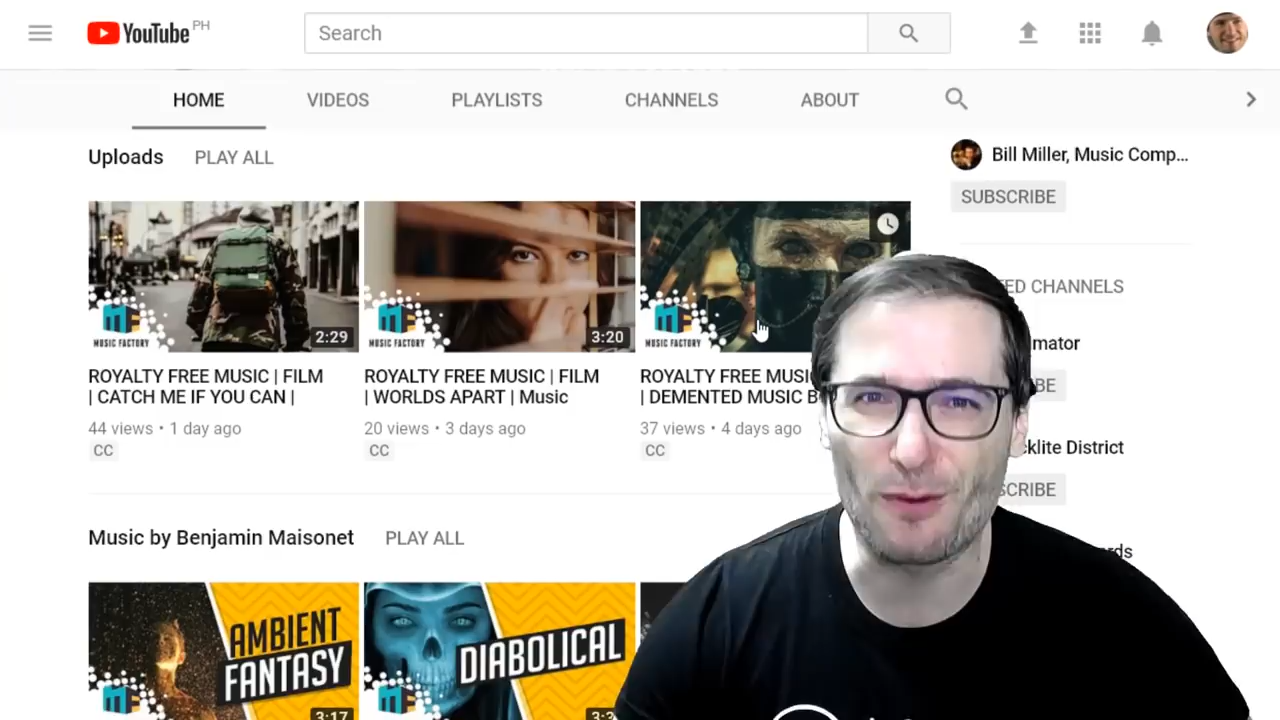 YouTube PH
Search
HOME VIDEOS PLAYLISTS CHANNELS ABOUT
Uploads PLAY ALL
Bill Miller, Music Comp...
SUBSCRIBE
MUSIC FACTORY 2:29
MUSIC FACTORY 3:20
MUSIC FACTORY
ROYALTY FREE MUSIC | FILM
| CATCH ME IF YOU CAN |
44 views • 1 day ago
CC
ROYALTY FREE MUSIC | FILM
| WORLDS APART | Music
20 views • 3 days ago
CC
ROYALTY FREE MUSIC
| DEMENTED MUSIC B
37 views • 4 days ago
CC
ED CHANNELS
mator
BE
cklite District
SCRIBE
rds
Music by Benjamin Maisonet PLAY ALL
AMBIENT
FANTASY
3:17
DIABOLICAL